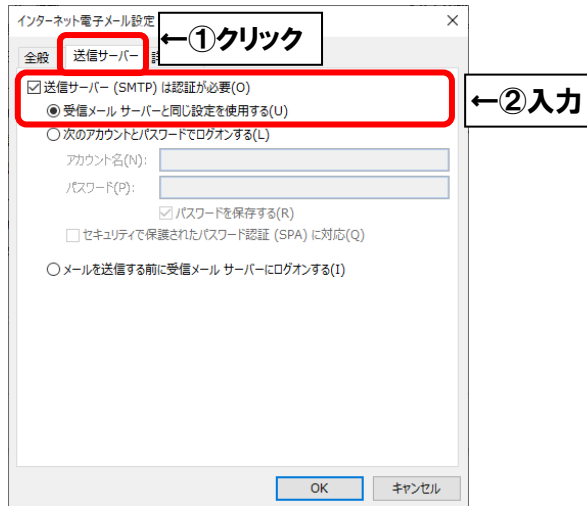 インターネット電子メール設定
←①クリック
全般
送信サーバー
送信サーバー (SMTP) は認証が必要(O)
受信メール サーバーと同じ設定を使用する(U)
←②入力
次のアカウントとパスワードでログオンする(L)
アカウント名(N):
パスワード(P):
パスワードを保存する(R)
セキュリティで保護されたパスワード認証 (SPA) に対応(Q)
メールを送信する前に受信メール サーバーにログオンする(I)
OK
キャンセル